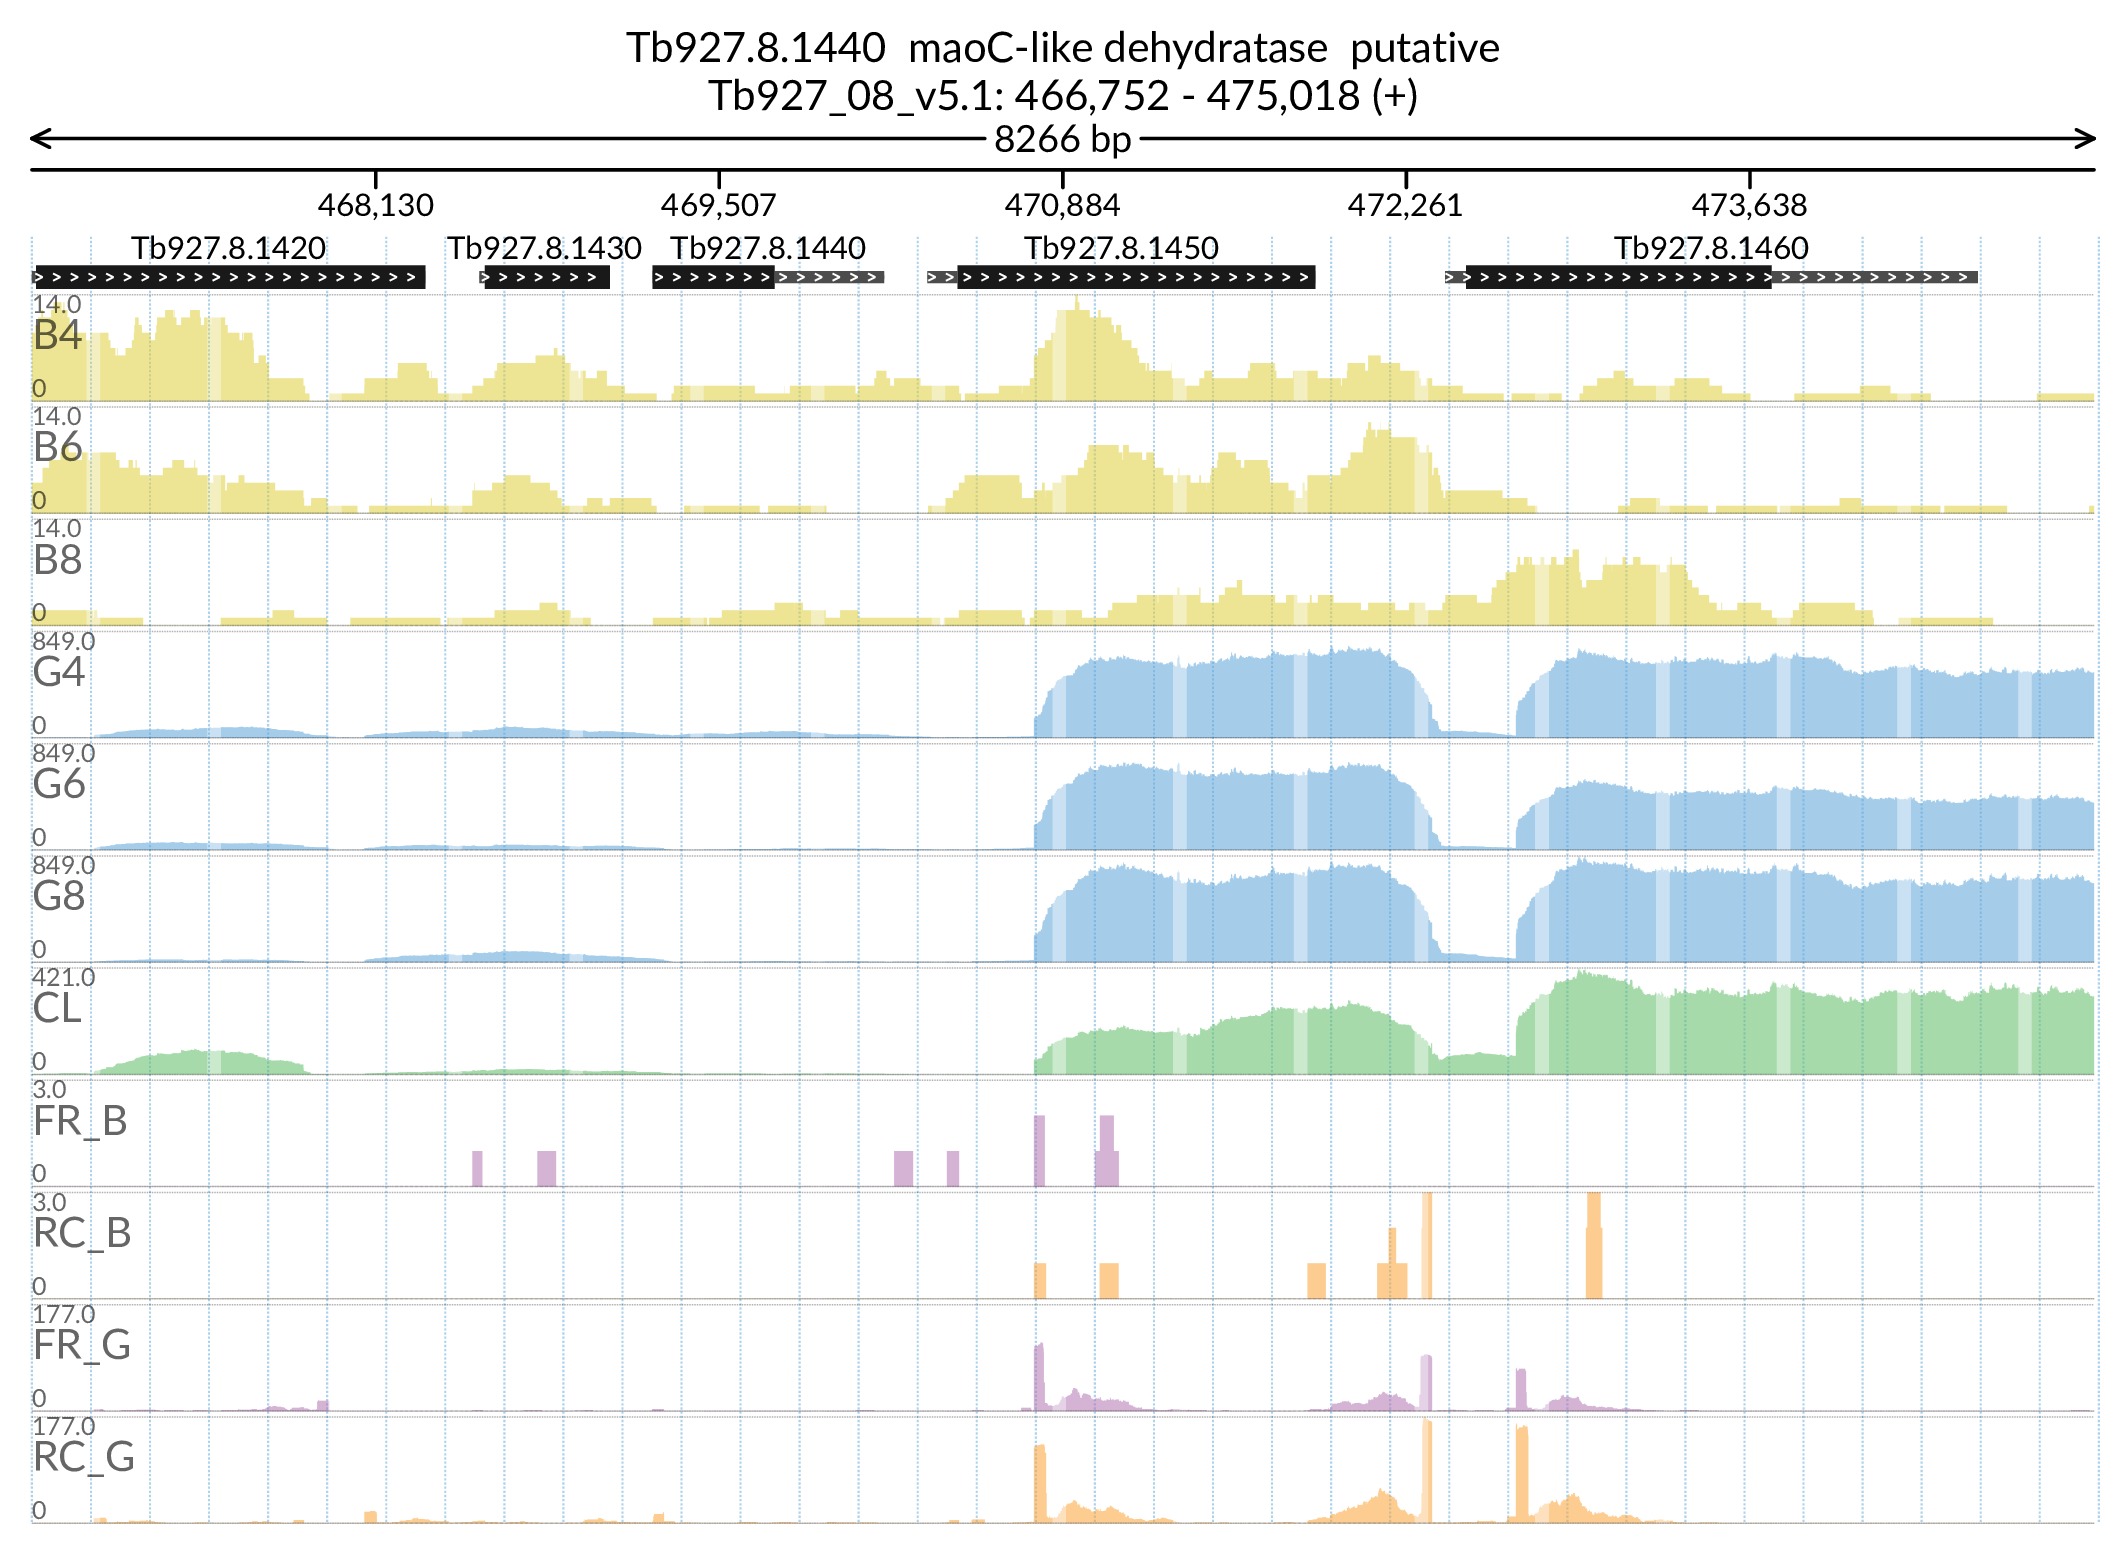 Tb927.8.1440 maoC-like dehydratase putative
Tb927_08_v5.1: 466,752 - 475,018 (+)
8266 bp
468,130 469,507 470,884 472,261 473,638
Tb927.8.1420 Tb927.8.1430 Tb927.8.1440 Tb927.8.1450 Tb927.8.1460
14.0
B4
0
14.0
B6
0
14.0
B8
0
849.0
G4
0
849.0
G6
0
849.0
G8
0
421.0
CL
0
3.0
FR_B
0
3.0
RC_B
0
177.0
FR_G
0
177.0
RC_G
0